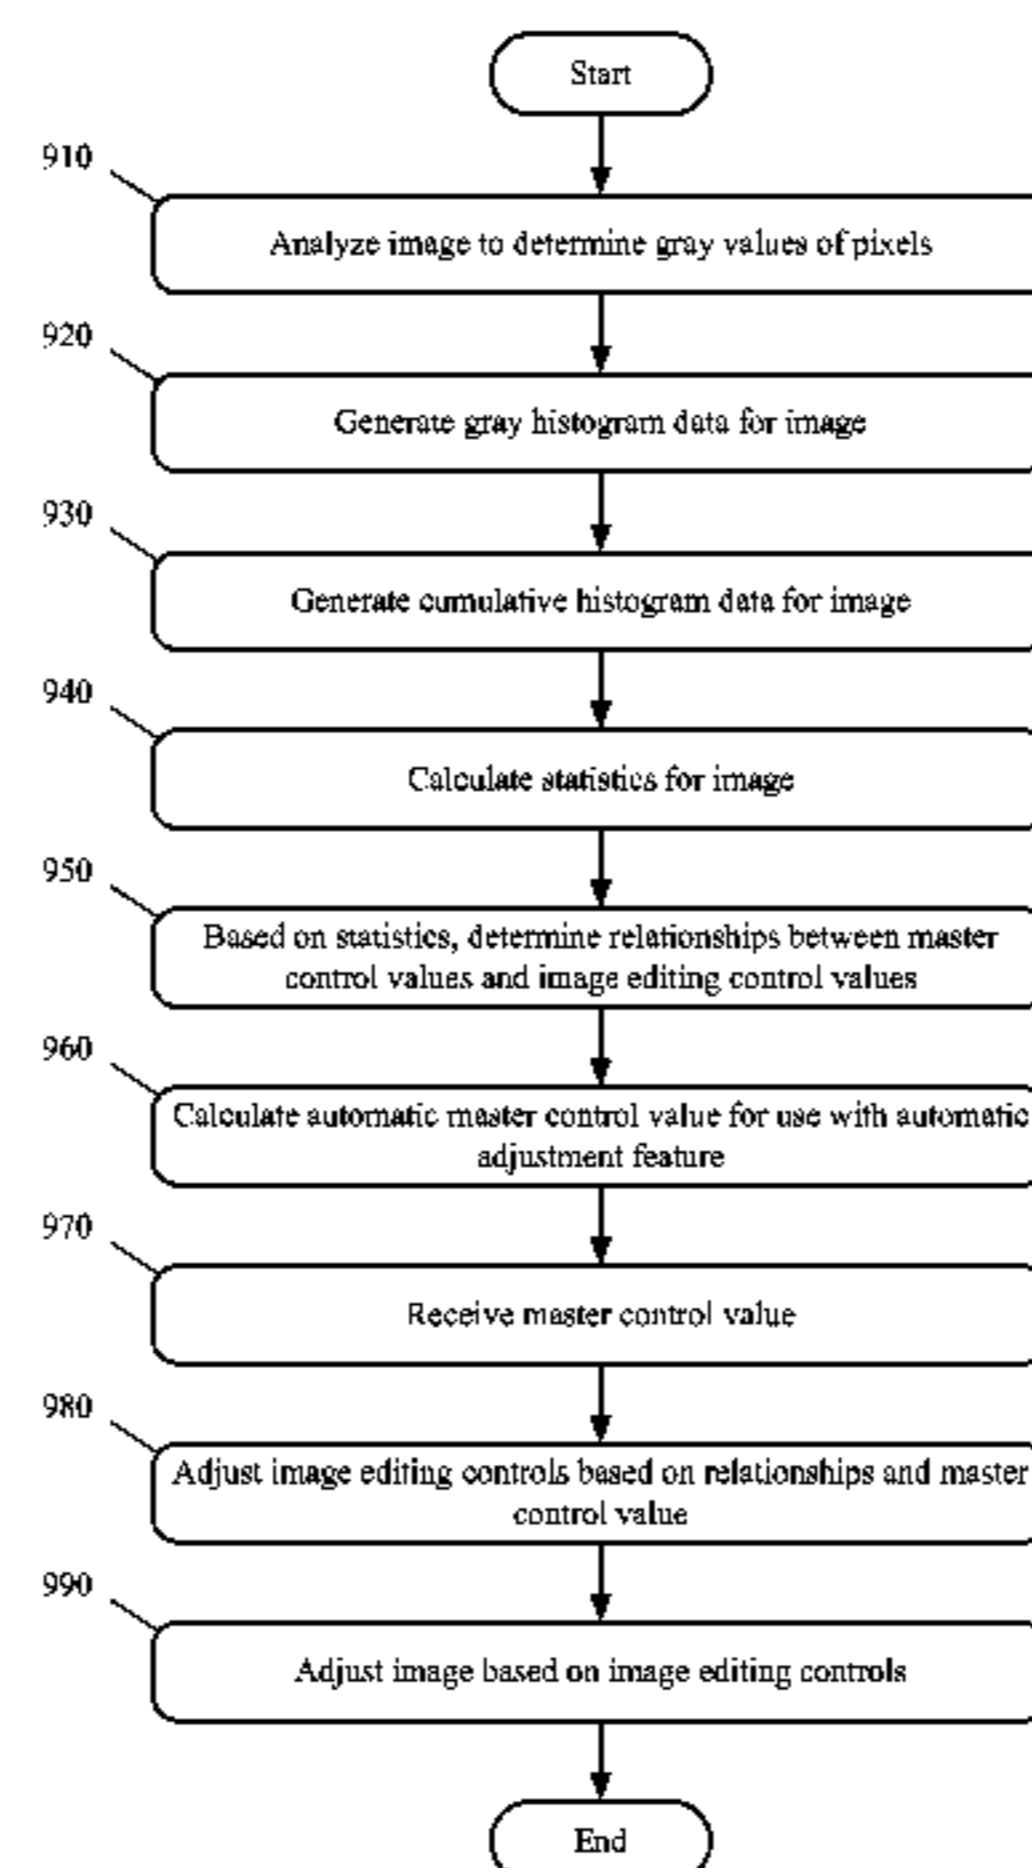 Start
910
Analyze image to determine gray values of pixels
920
Generate gray histogram data for image
930
Generate cumulative histogram data for image
940
Calculate statistics for image
950
Based on statistics, determine relationships between master
control values and image editing control values
960
Calculate automatic master control value for use with automatic
adjustment feature
970
Receive master control value
980
Adjust image editing controls based on relationships and master
control value
990
Adjust image based on image editing controls
End